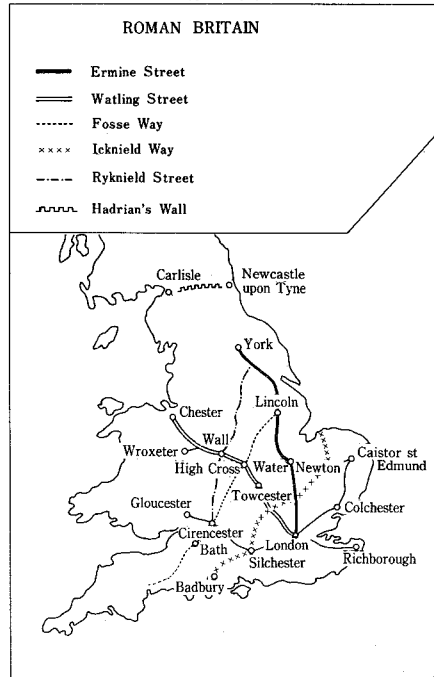 ROMAN BRITAIN
Ermine Street
Watling Street
Fosse Way
Icknield Way
Ryknield Street
Hadrian's Wall
Carlisle
Newcastle
upon Tyne
York
Chester
Lincoln
Wroxeter
Wall
High Cross
Water Newton
Caistor st
Edmund
Towcester
Gloucester
Colchester
Cirencester
Bath
London
Silchester
Richborough
Badbury